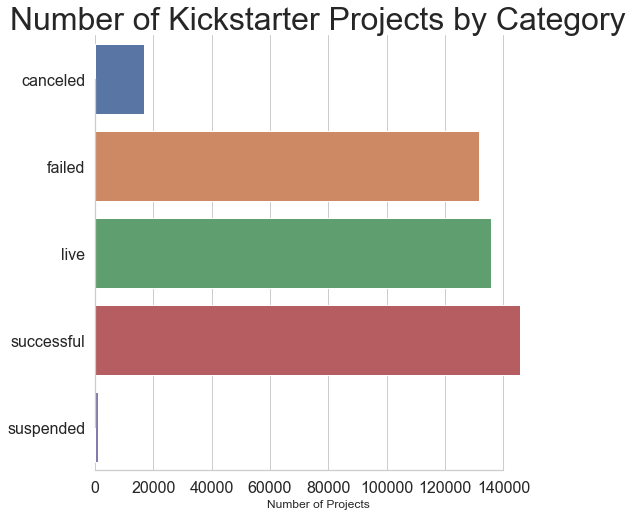 Number of Kickstarter Projects by Category
canceled
failed
live
successful
suspended
0 20000 40000 60000 80000 100000 120000 140000
Number of Projects